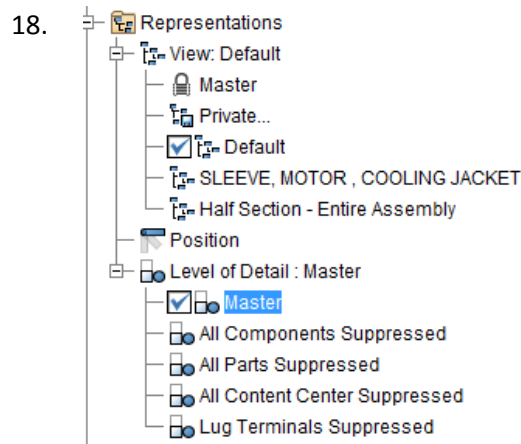 18. Representations
View: Default
Master
Private...
Default
SLEEVE, MOTOR , COOLING JACKET
Half Section - Entire Assembly
Position
Level of Detail : Master
Master
All Components Suppressed
All Parts Suppressed
All Content Center Suppressed
Lug Terminals Suppressed